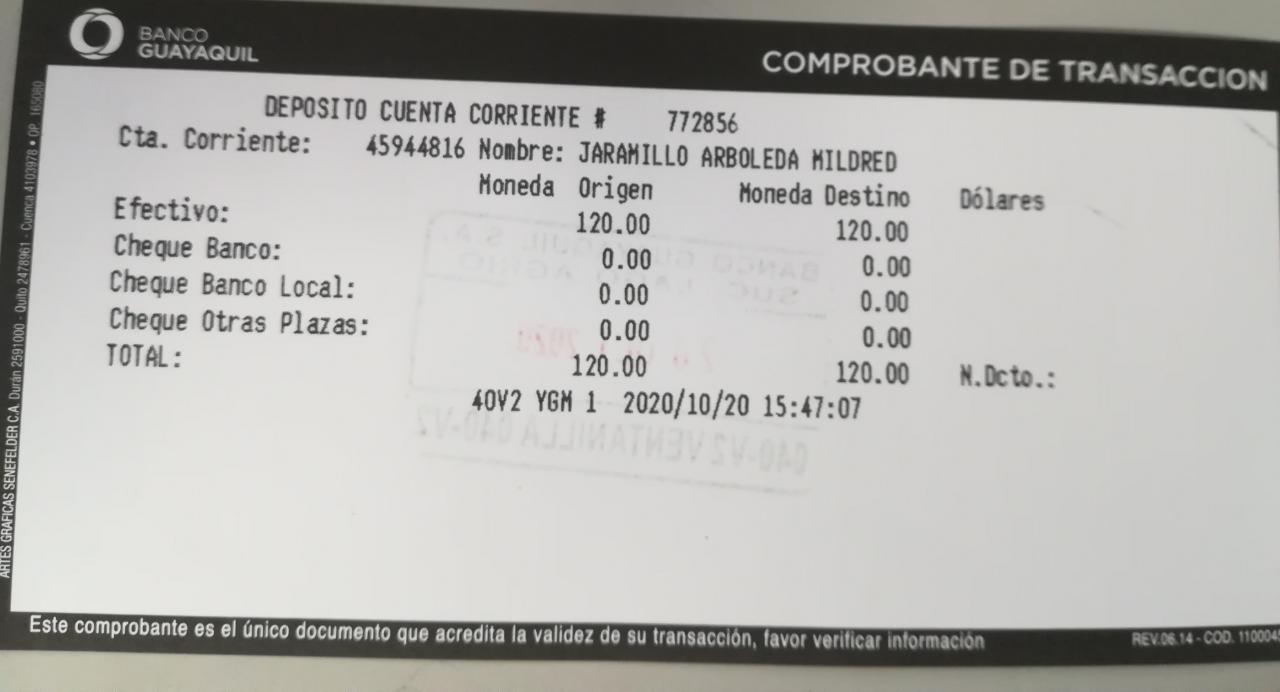 BANCO
GUAYAQUIL
COMPROBANTE DE TRANSACCION
DEPOSITO CUENTA CORRIENTE # 772856
Cta. Corriente: 45944816 Nombre: JARAMILLO ARBOLEDA MILDRED
Moneda Origen Moneda Destino Dólares
Efectivo: 120.00 120.00
Cheque Banco: 0.00 0.00
Cheque Banco Local: 0.00 0.00
Cheque Otras Plazas: 0.00 0.00
TOTAL: 120.00 120.00 N.Dcto.:
40V2 YGM 1 2020/10/20 15:47:07
BANCO GUAYAQUIL S.A.
SUC. LAGO AGRIO
2020
040-V2 VENTANILLA 040-V2
Este comprobante es el único documento que acredita la validez de su transacción, favor verificar información
REV.06.14 - COD. 110004
ARTES GRAFICAS SENEFELDER C.A. Durán 2591000 - Quito 2478961 - Cuenca 4103978 • OP. 165080